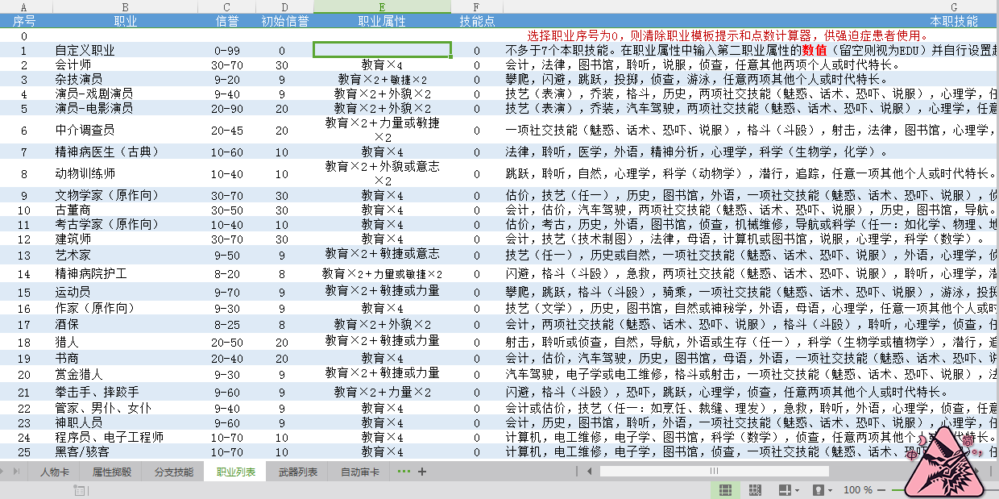 A B C D E F G
序号 职业 信誉 初始信誉 职业属性 技能点 本职技能
0 选择职业序号为0，则清除职业模板提示和点数计算器，供强迫症患者使用。
1 自定义职业 0-99 0 0 不多于7个本职技能。在职业属性中输入第二职业属性的数值（留空则视为EDU）并自行设置
2 会计师 30-70 30 教育×4 0 会计，法律，图书馆，聆听，说服，侦查，任意其他两项个人或时代特长。
3 杂技演员 9-20 9 教育×2+敏捷×2 0 攀爬，闪避，跳跃，投掷，侦查，游泳，任意两项其他个人或时代特长。
4 演员-戏剧演员 9-40 9 教育×2＋外貌×2 0 技艺（表演），乔装，格斗，历史，两项社交技能（魅惑、话术、恐吓、说服），心理学，任
5 演员-电影演员 20-90 20 教育×2＋外貌×2 0 技艺（表演），乔装，汽车驾驶，两项社交技能（魅惑、话术、恐吓、说服），心理学，任
6 中介调查员 20-45 20 教育×2＋力量或敏捷×2 0 一项社交技能（魅惑、话术、恐吓、说服），格斗（斗殴），射击，法律，图书馆，心理学，
7 精神病医生（古典） 10-60 10 教育×4 0 法律，聆听，医学，外语，精神分析，心理学，科学（生物学，化学）。
8 动物训练师 10-40 10 教育×2＋外貌或意志×2 0 跳跃，聆听，自然，心理学，科学（动物学），潜行，追踪，任意一项其他个人或时代特长。
9 文物学家（原作向） 30-70 30 教育×4 0 估价，技艺（任一），历史，图书馆，外语，一项社交技能（魅惑、话术、恐吓、说服），侦
10 古董商 30-50 30 教育×4 0 会计，估价，汽车驾驶，两项社交技能（魅惑、话术、恐吓、说服），历史，图书馆，导航。
11 考古学家（原作向） 10-40 10 教育×4 0 估价，考古，历史，外语，图书馆，侦查，机械维修，导航或科学（任一：如化学、物理、地
12 建筑师 30-70 30 教育×4 0 会计，技艺（技术制图），法律，母语，计算机或图书馆，说服，心理学，科学（数学）。
13 艺术家 9-50 9 教育×2＋敏捷或意志 0 技艺（任一），历史或自然，一项社交技能（魅惑、话术、恐吓、说服），外语，心理学，
14 精神病院护工 8-20 8 教育×2＋力量或敏捷×2 0 闪避，格斗（斗殴），急救，两项社交技能（魅惑、话术、恐吓、说服），聆听，心理学，潜
15 运动员 9-70 9 教育×2＋敏捷或力量 0 攀爬，跳跃，格斗（斗殴），骑乘，一项社交技能（魅惑、话术、恐吓、说服），游泳，投掷
16 作家（原作向） 9-30 9 教育×4 0 技艺（文学），历史，图书馆，自然或神秘学，外语，母语，心理学，任意一项其他个人或时
17 酒保 8-25 8 教育×2＋外貌×2 0 会计，两项社交技能（魅惑、话术、恐吓、说服），格斗（斗殴），聆听，心理学，侦查，任
18 猎人 20-50 20 教育×2＋敏捷或力量 0 射击，聆听或侦查，自然，导航，外语或生存（任一），科学（生物学或植物学），潜行，追
19 书商 20-40 20 教育×4 0 会计，估价，汽车驾驶，历史，图书馆，母语，外语，一项社交技能（魅惑、话术、恐吓、说
20 赏金猎人 9-30 9 教育×2＋敏捷或力量 0 汽车驾驶，电子学或电工维修，格斗或射击，一项社交技能（魅惑、话术、恐吓、说服），法
21 拳击手、摔跤手 9-60 9 教育×2＋力量×2 0 闪避，格斗（斗殴），恐吓，跳跃，心理学，侦查，任意两项其他个人或时代特长。
22 管家、男仆、女仆 9-40 9 教育×4 0 会计或估价，技艺（任一：如烹饪、裁缝、理发），急救，聆听，外语，心理学，侦查，任意
23 神职人员 9-60 9 教育×4 0 会计，历史，图书馆，聆听，外语，一项社交技能（魅惑、话术、恐吓、说服），心理学，任
24 程序员、电子工程师 10-70 10 教育×4 0 计算机，电工维修，电子学，图书馆，科学（数学），侦查，任意两项其他个人或时代特长。
25 黑客/骇客 10-70 10 教育×4 0 计算机，电工维修，电子学，图书馆，侦查，一项社交技能（魅惑、话术、恐吓、说服），
人物卡 属性掷骰 分支技能 职业列表 武器列表 自动审卡 ··· +
100 %